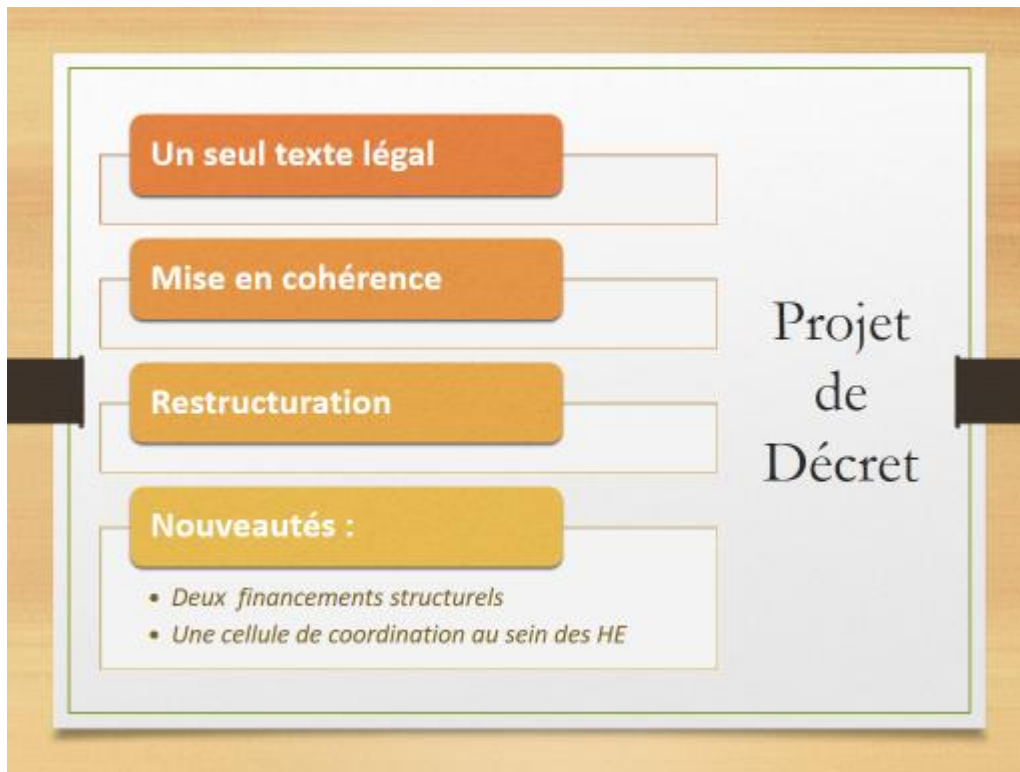 Un seul texte légal
Mise en cohérence
Restructuration
Nouveautés :
• Deux financements structurels
• Une cellule de coordination au sein des HE
Projet
de
Décret